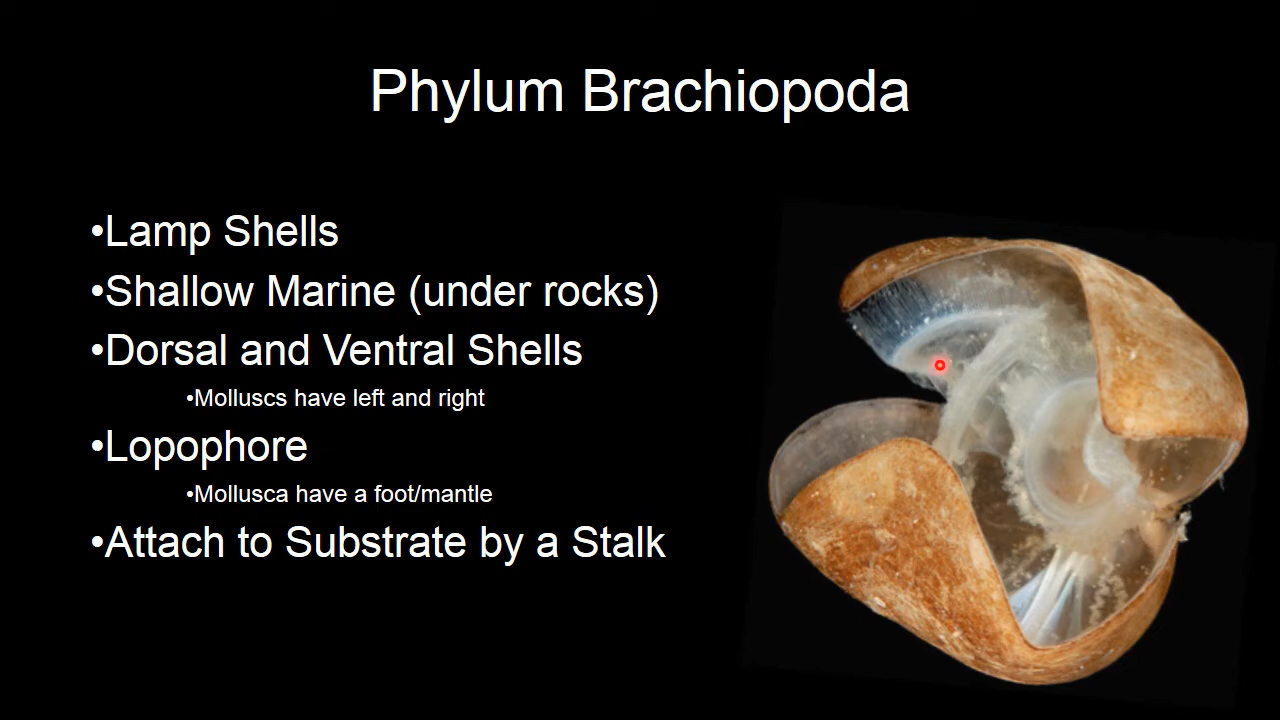 Phylum Brachiopoda
•Lamp Shells
•Shallow Marine (under rocks)
•Dorsal and Ventral Shells
•Molluscs have left and right
•Lopophore
•Mollusca have a foot/mantle
•Attach to Substrate by a Stalk